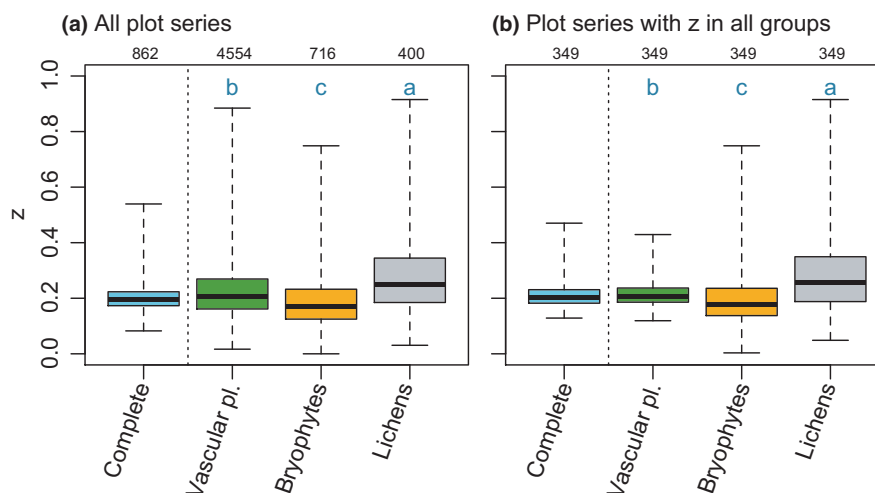 (a) All plot series
862 4554 716 400
b c a
1.0
0.8
0.6
0.4
0.2
0.0
z
Complete
Vascular pl.
Bryophytes
Lichens
(b) Plot series with z in all groups
349 349 349 349
b c a
Complete
Vascular pl.
Bryophytes
Lichens